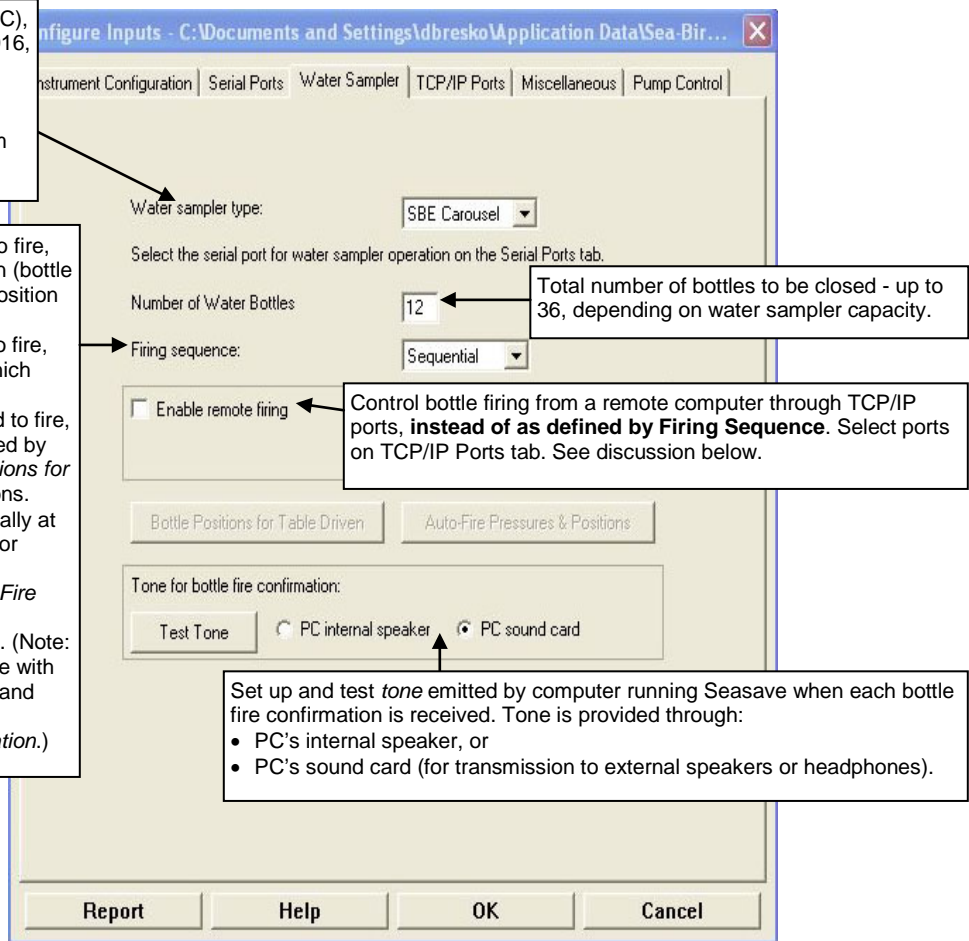 C),
016,
n
nfigure Inputs - C:\Documents and Settings\dbresko\Application Data\Sea-Bir...
nstrument Configuration
Serial Ports
Water Sampler
TCP/IP Ports
Miscellaneous
Pump Control
Water sampler type:
SBE Carousel
Select the serial port for water sampler operation on the Serial Ports tab.
Number of Water Bottles
12
Total number of bottles to be closed - up to
36, depending on water sampler capacity.
Firing sequence:
Sequential
o fire,
n (bottle
osition
o fire,
hich
d to fire,
ed by
ions for
ons.
ally at
or
Fire
. (Note:
e with
and
ation.)
Enable remote firing
Control bottle firing from a remote computer through TCP/IP
ports, instead of as defined by Firing Sequence. Select ports
on TCP/IP Ports tab. See discussion below.
Bottle Positions for Table Driven
Auto-Fire Pressures & Positions
Tone for bottle fire confirmation:
Test Tone
PC internal speaker
PC sound card
Set up and test tone emitted by computer running Seasave when each bottle
fire confirmation is received. Tone is provided through:
• PC's internal speaker, or
• PC's sound card (for transmission to external speakers or headphones).
Report
Help
OK
Cancel